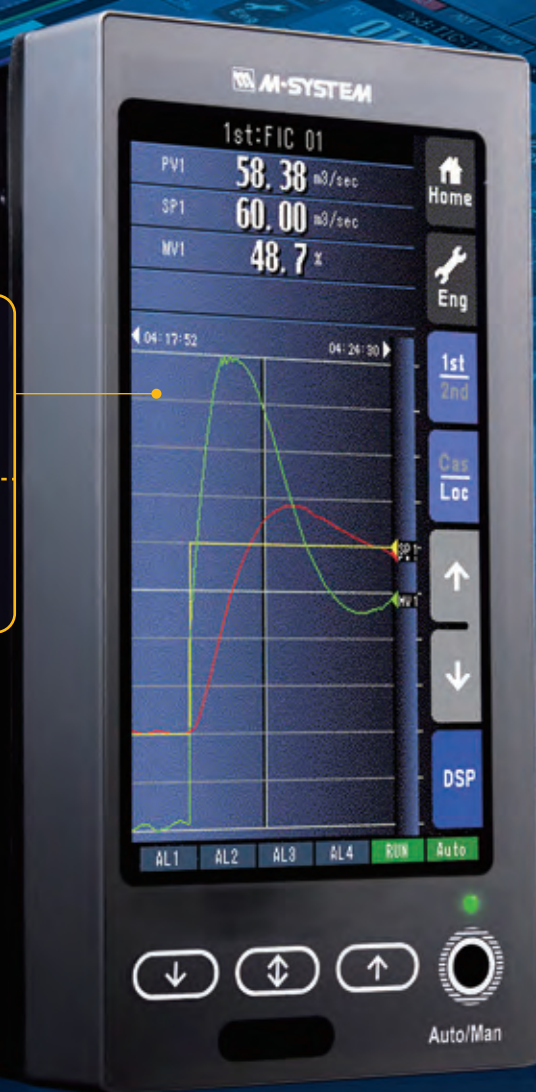 M-SYSTEM
1st:FIC 01
PV1 58.38 m3/sec
SP1 60.00 m3/sec
MV1 48.7 %
04:17:52 04:24:30
SP1
MV1
Home
Eng
1st
2nd
Cas
Loc
DSP
AL1 AL2 AL3 AL4 RUN Auto
Auto/Man